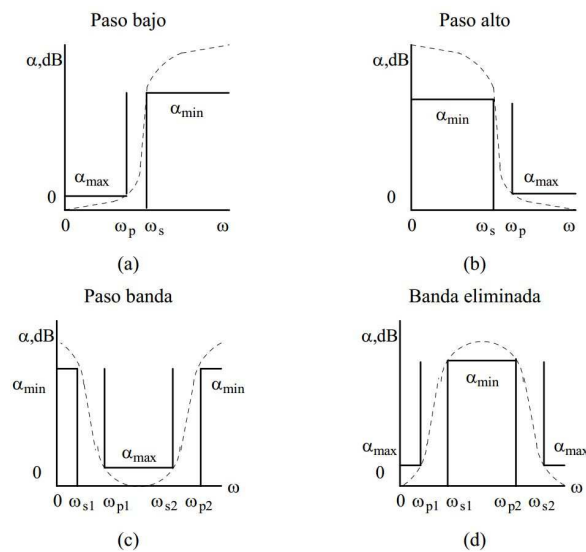 Paso bajo
α,dB
α_min
α_max
0
0 ω_p ω_s ω
(a)
Paso alto
α,dB
α_min
α_max
0
0 ω_s ω_p ω
(b)
Paso banda
α,dB
α_min α_min
α_max
0
0 ω_s1 ω_p1 ω_s2 ω_p2 ω
(c)
Banda eliminada
α,dB
α_min
α_max α_max
0
0 ω_p1 ω_s1 ω_p2 ω_s2 ω
(d)